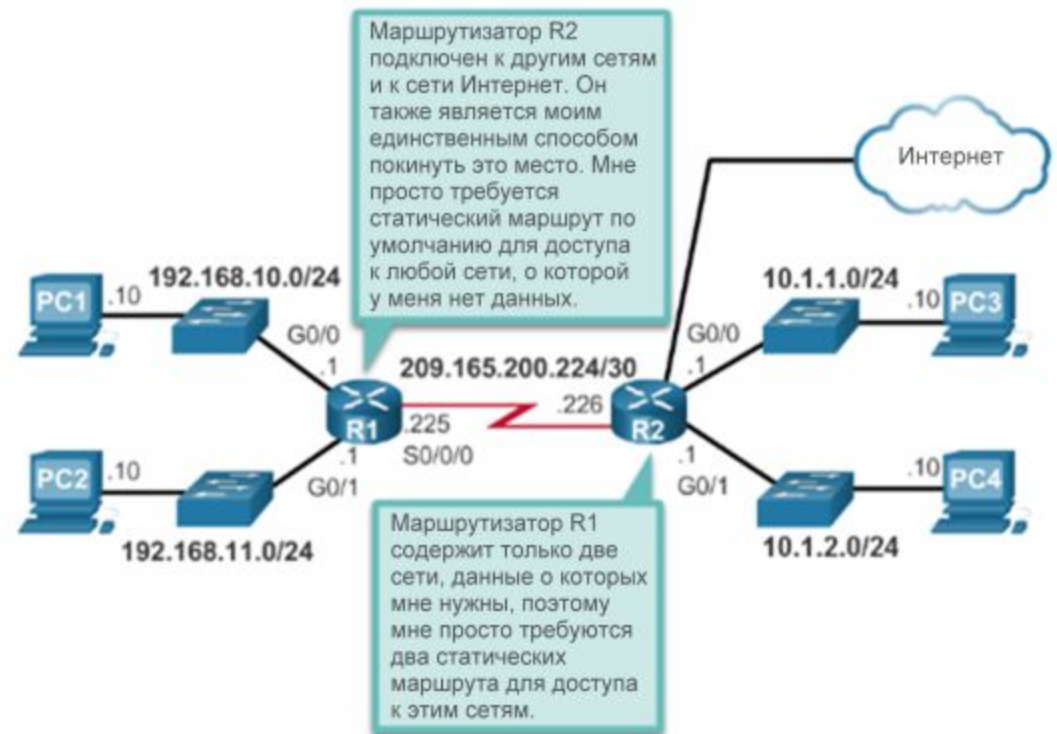 Маршрутизатор R2
подключен к другим сетям
и к сети Интернет. Он
также является моим
единственным способом
покинуть это место. Мне
просто требуется
статический маршрут по
умолчанию для доступа
к любой сети, о которой
у меня нет данных.
Интернет
192.168.10.0/24
10.1.1.0/24
PC1
.10
.10
PC3
G0/0
G0/0
.1
209.165.200.224/30
.1
R1
.225
.226
R2
S0/0/0
PC2
.10
.1
G0/1
.1
G0/1
.10
PC4
192.168.11.0/24
10.1.2.0/24
Маршрутизатор R1
содержит только две
сети, данные о которых
мне нужны, поэтому
мне просто требуются
два статических
маршрута для доступа
к этим сетям.